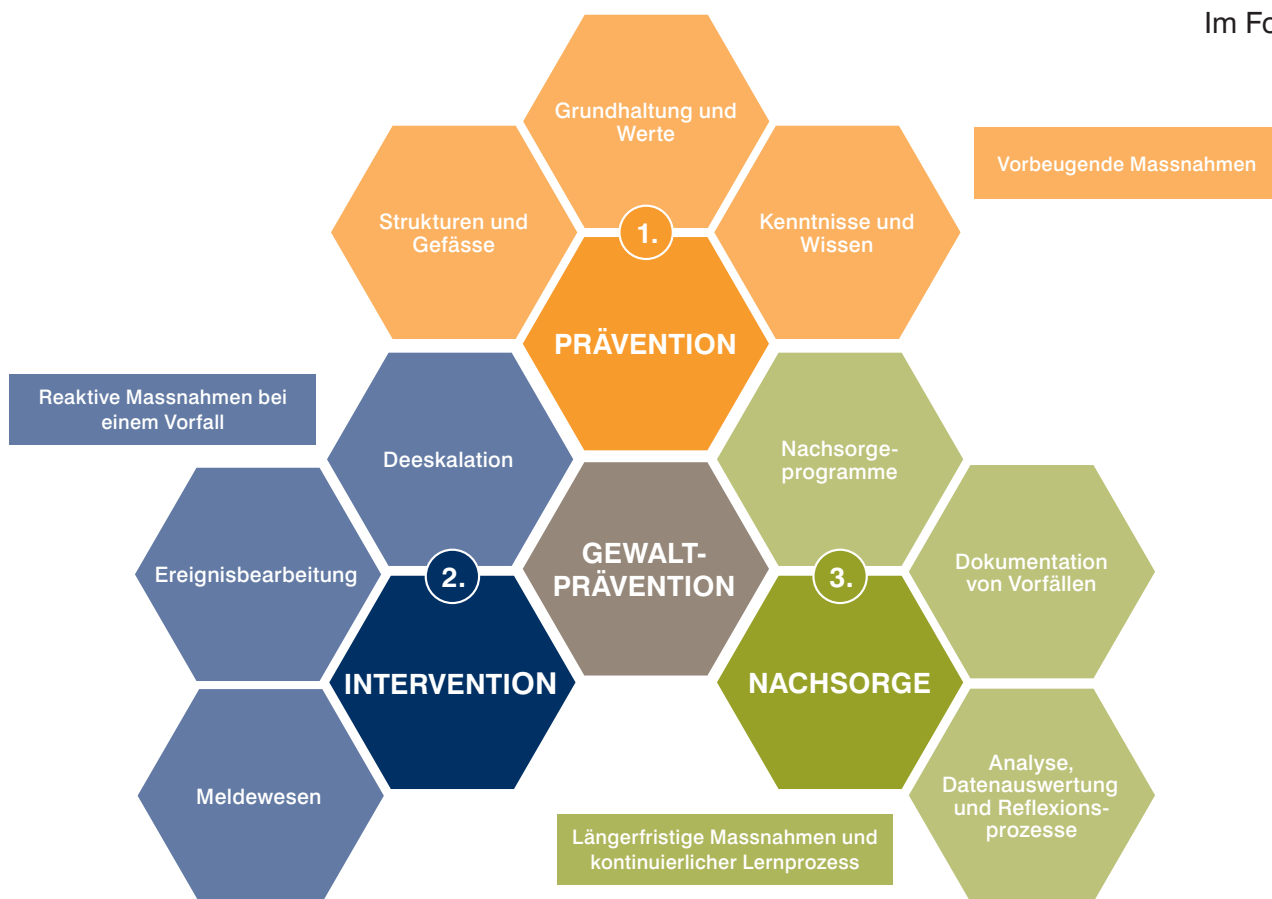 Im Fo
Grundhaltung und
Werte
Vorbeugende Massnahmen
Strukturen und
Gefässe
1.
Kenntnisse und
Wissen
PRÄVENTION
Reaktive Massnahmen bei
einem Vorfall
Deeskalation
Nachsorge-
programme
Ereignisbearbeitung
2.
GEWALT-
PRÄVENTION
3.
Dokumentation
von Vorfällen
INTERVENTION
NACHSORGE
Meldewesen
Analyse,
Datenauswertung
und Reflexions-
prozesse
Längerfristige Massnahmen und
kontinuierlicher Lernprozess